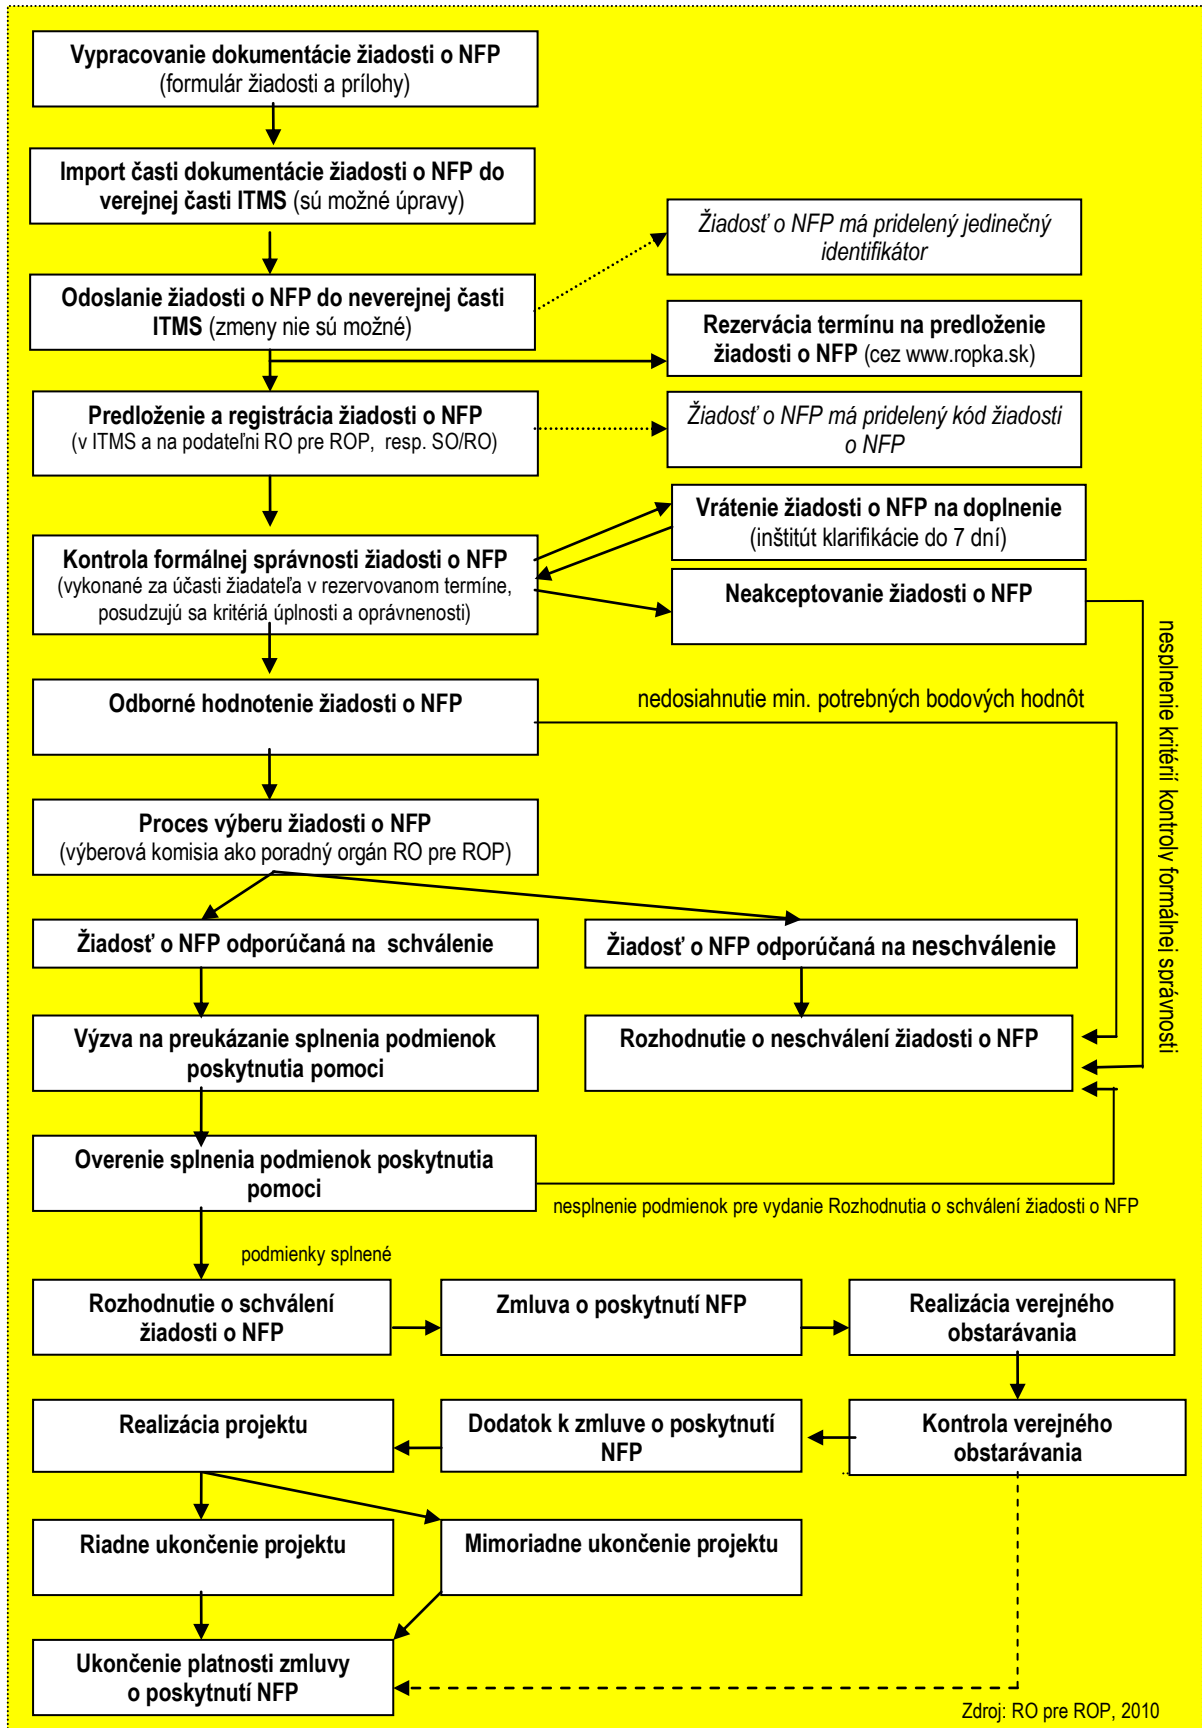 Vypracovanie dokumentácie žiadosti o NFP
(formulár žiadosti a prílohy)
Import časti dokumentácie žiadosti o NFP do
verejnej časti ITMS (sú možné úpravy)
Žiadosť o NFP má pridelený jedinečný
identifikátor
Odoslanie žiadosti o NFP do neverejnej časti
ITMS (zmeny nie sú možné)
Rezervácia termínu na predloženie
žiadosti o NFP (cez www.ropka.sk)
Predloženie a registrácia žiadosti o NFP
(v ITMS a na podateľni RO pre ROP, resp. SO/RO)
Žiadosť o NFP má pridelený kód žiadosti
o NFP
Vrátenie žiadosti o NFP na doplnenie
(inštitút klarifikácie do 7 dní)
Kontrola formálnej správnosti žiadosti o NFP
(vykonané za účasti žiadateľa v rezervovanom termíne,
posudzujú sa kritériá úplnosti a oprávnenosti)
Neakceptovanie žiadosti o NFP
nesplnenie kritérií kontroly formálnej správnosti
Odborné hodnotenie žiadosti o NFP
nedosiahnutie min. potrebných bodových hodnôt
Proces výberu žiadosti o NFP
(výberová komisia ako poradný orgán RO pre ROP)
Žiadosť o NFP odporúčaná na schválenie
Žiadosť o NFP odporúčaná na neschválenie
Výzva na preukázanie splnenia podmienok
poskytnutia pomoci
Rozhodnutie o neschválení žiadosti o NFP
Overenie splnenia podmienok poskytnutia
pomoci
nesplnenie podmienok pre vydanie Rozhodnutia o schválení žiadosti o NFP
podmienky splnené
Rozhodnutie o schválení
žiadosti o NFP
Zmluva o poskytnutí NFP
Realizácia verejného
obstarávania
Realizácia projektu
Dodatok k zmluve o poskytnutí
NFP
Kontrola verejného
obstarávania
Riadne ukončenie projektu
Mimoriadne ukončenie projektu
Ukončenie platnosti zmluvy
o poskytnutí NFP
Zdroj: RO pre ROP, 2010